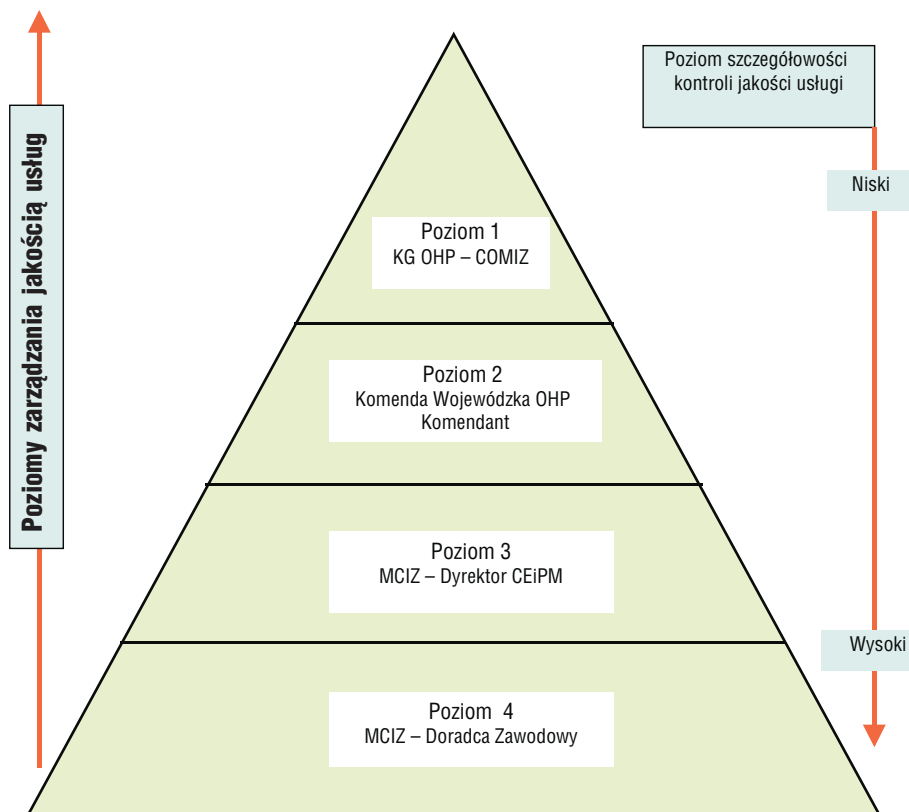 Poziomy zarządzania jakością usług
Poziom szczegółowości
kontroli jakości usługi
Niski
Poziom 1
KG OHP – COMIZ
Poziom 2
Komenda Wojewódzka OHP
Komendant
Poziom 3
MCIZ – Dyrektor CEiPM
Wysoki
Poziom 4
MCIZ – Doradca Zawodowy